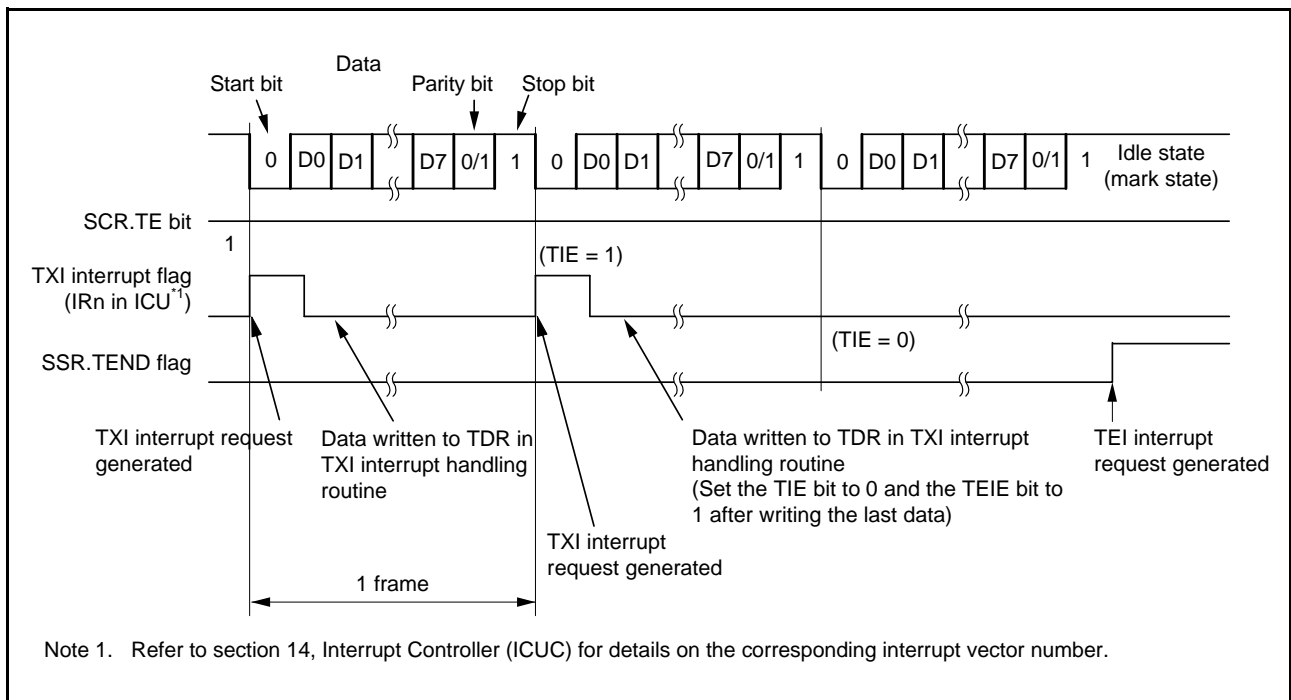 Data
Start bit
Parity bit
Stop bit
0 D0 D1 D7 0/1 1 0 D0 D1 D7 0/1 1 0 D0 D1 D7 0/1 1
Idle state
(mark state)
SCR.TE bit
1
(TIE = 1)
TXI interrupt flag
(IRn in ICU*1)
(TIE = 0)
SSR.TEND flag
TXI interrupt request
generated
Data written to TDR in
TXI interrupt handling
routine
Data written to TDR in TXI interrupt
handling routine
(Set the TIE bit to 0 and the TEIE bit to
1 after writing the last data)
TEI interrupt
request generated
TXI interrupt
request generated
1 frame
Note 1. Refer to section 14, Interrupt Controller (ICUC) for details on the corresponding interrupt vector number.